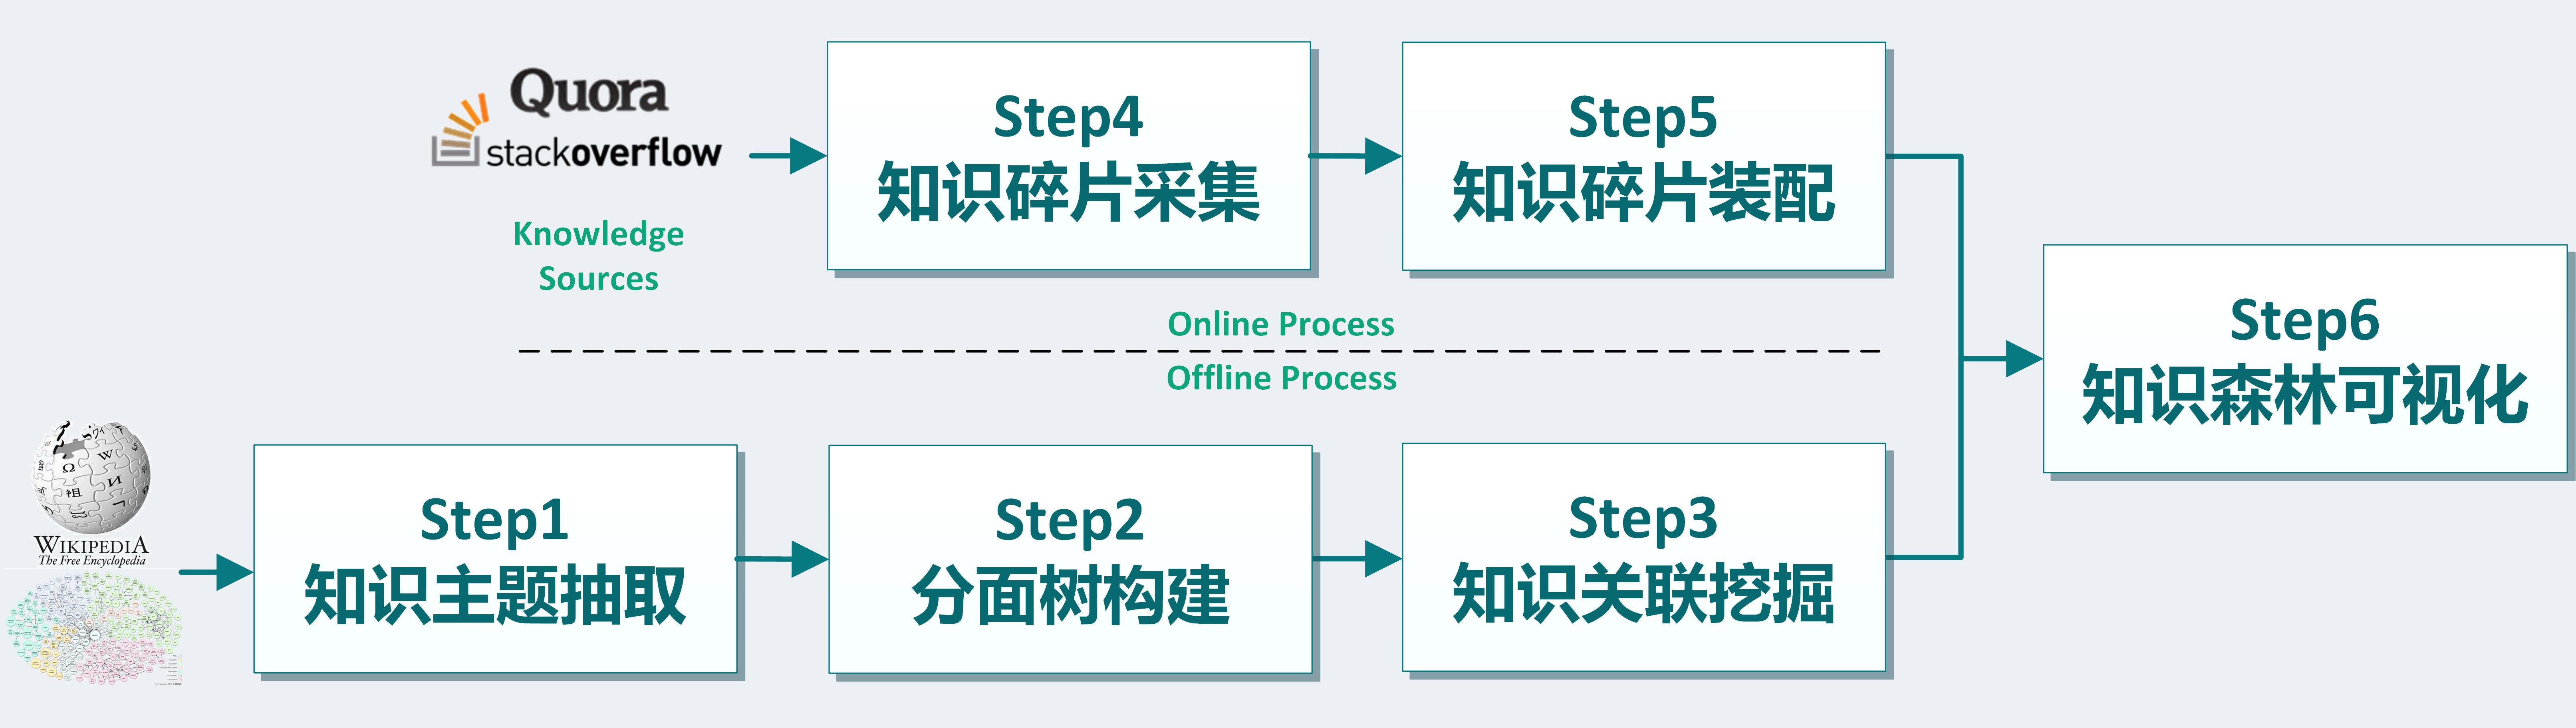 Quora
stackoverflow
Knowledge
Sources
Step4
知识碎片采集
Step5
知识碎片装配
Online Process
Offline Process
Step6
知识森林可视化
WIKIPEDIA
The Free Encyclopedia
Step1
知识主题抽取
Step2
分面树构建
Step3
知识关联挖掘